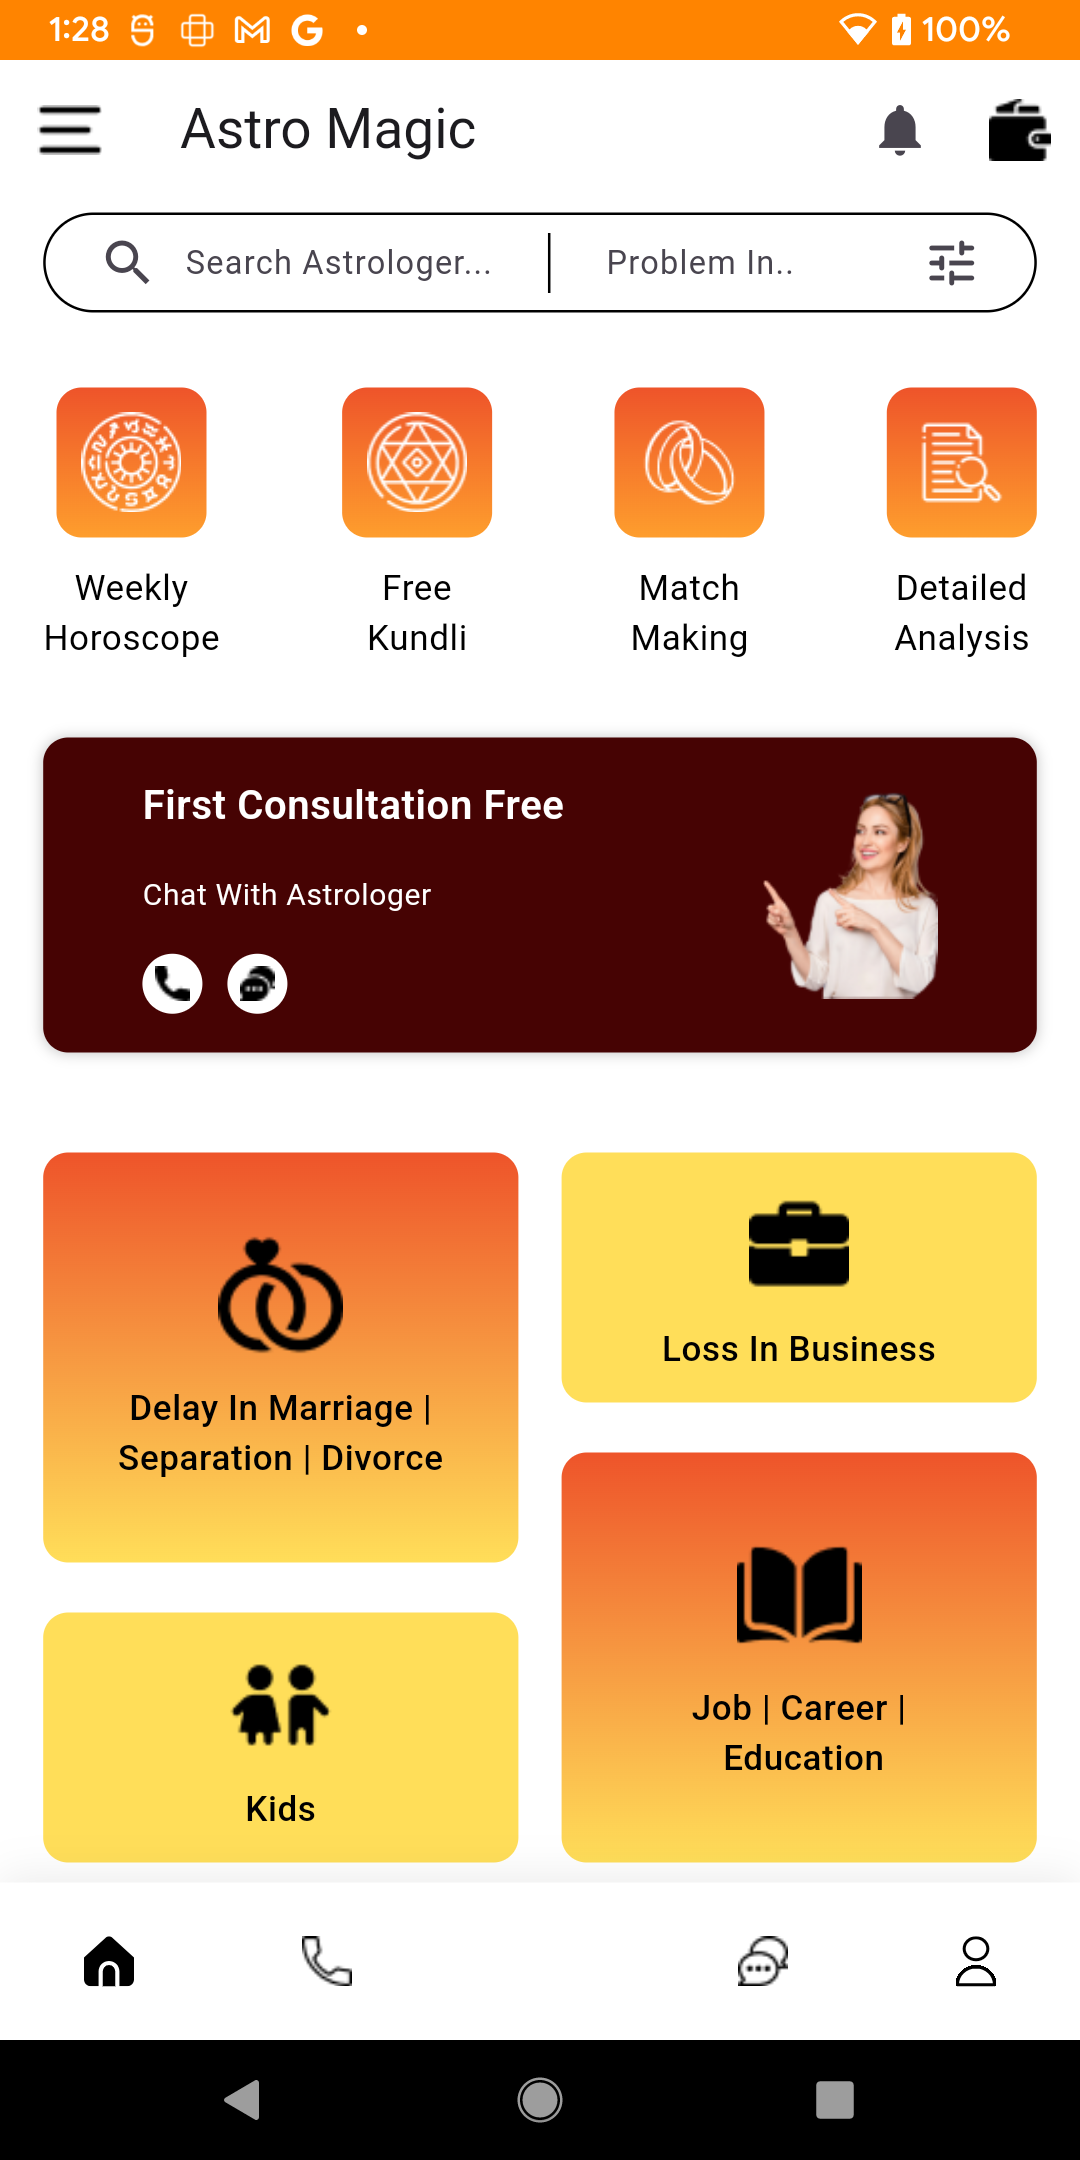 1:28
100%
Astro Magic
Search Astrologer...
Problem In..
Weekly
Horoscope
Free
Kundli
Match
Making
Detailed
Analysis
First Consultation Free
Chat With Astrologer
Delay In Marriage |
Separation | Divorce
Loss In Business
Kids
Job | Career |
Education